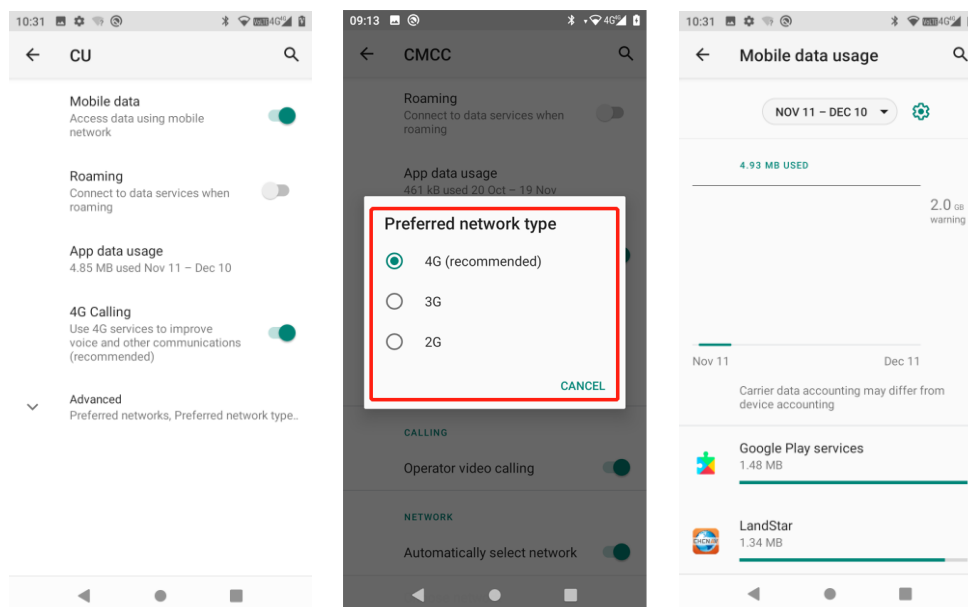 10:31
4G
CU
Mobile data
Access data using mobile
network
Roaming
Connect to data services when
roaming
App data usage
4.85 MB used Nov 11 – Dec 10
4G Calling
Use 4G services to improve
voice and other communications
(recommended)
Advanced
Preferred networks, Preferred network type..
09:13
4G
CMCC
Roaming
Connect to data services when
roaming
App data usage
461 kB used 20 Oct – 19 Nov
Preferred network type
4G (recommended)
3G
2G
CANCEL
CALLING
Operator video calling
NETWORK
Automatically select network
10:31
4G
Mobile data usage
NOV 11 – DEC 10
4.93 MB USED
2.0 GB
warning
Nov 11
Dec 11
Carrier data accounting may differ from
device accounting
Google Play services
1.48 MB
LandStar
1.34 MB